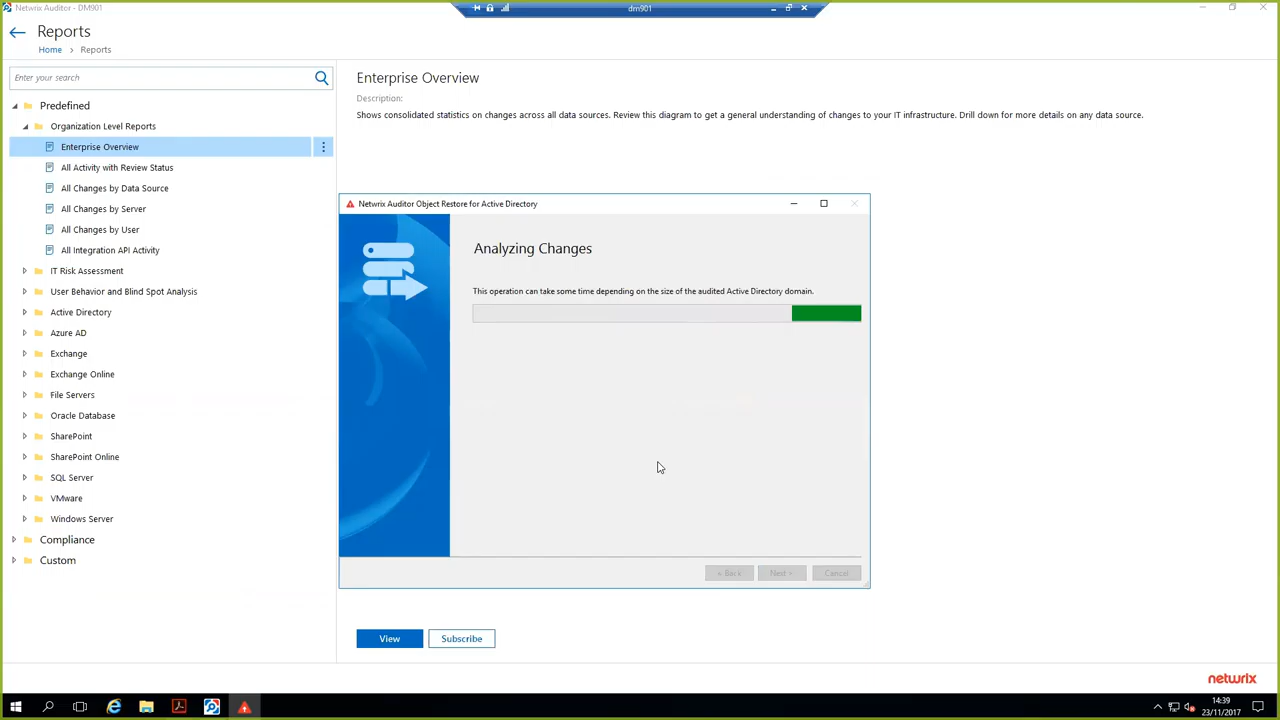 Netwrix Auditor - DM901
dm901
Reports
Home > Reports
Enter your search
Predefined
Organization Level Reports
Enterprise Overview
All Activity with Review Status
All Changes by Data Source
All Changes by Server
All Changes by User
All Integration API Activity
IT Risk Assessment
User Behavior and Blind Spot Analysis
Active Directory
Azure AD
Exchange
Exchange Online
File Servers
Oracle Database
SharePoint
SharePoint Online
SQL Server
VMware
Windows Server
Compliance
Custom
Enterprise Overview
Description:
Shows consolidated statistics on changes across all data sources. Review this diagram to get a general understanding of changes to your IT infrastructure. Drill down for more details on any data source.
Netwrix Auditor Object Restore for Active Directory
Analyzing Changes
This operation can take some time depending on the size of the audited Active Directory domain.
< Back
Next >
Cancel
View
Subscribe
netwrix
14:39
23/11/2017